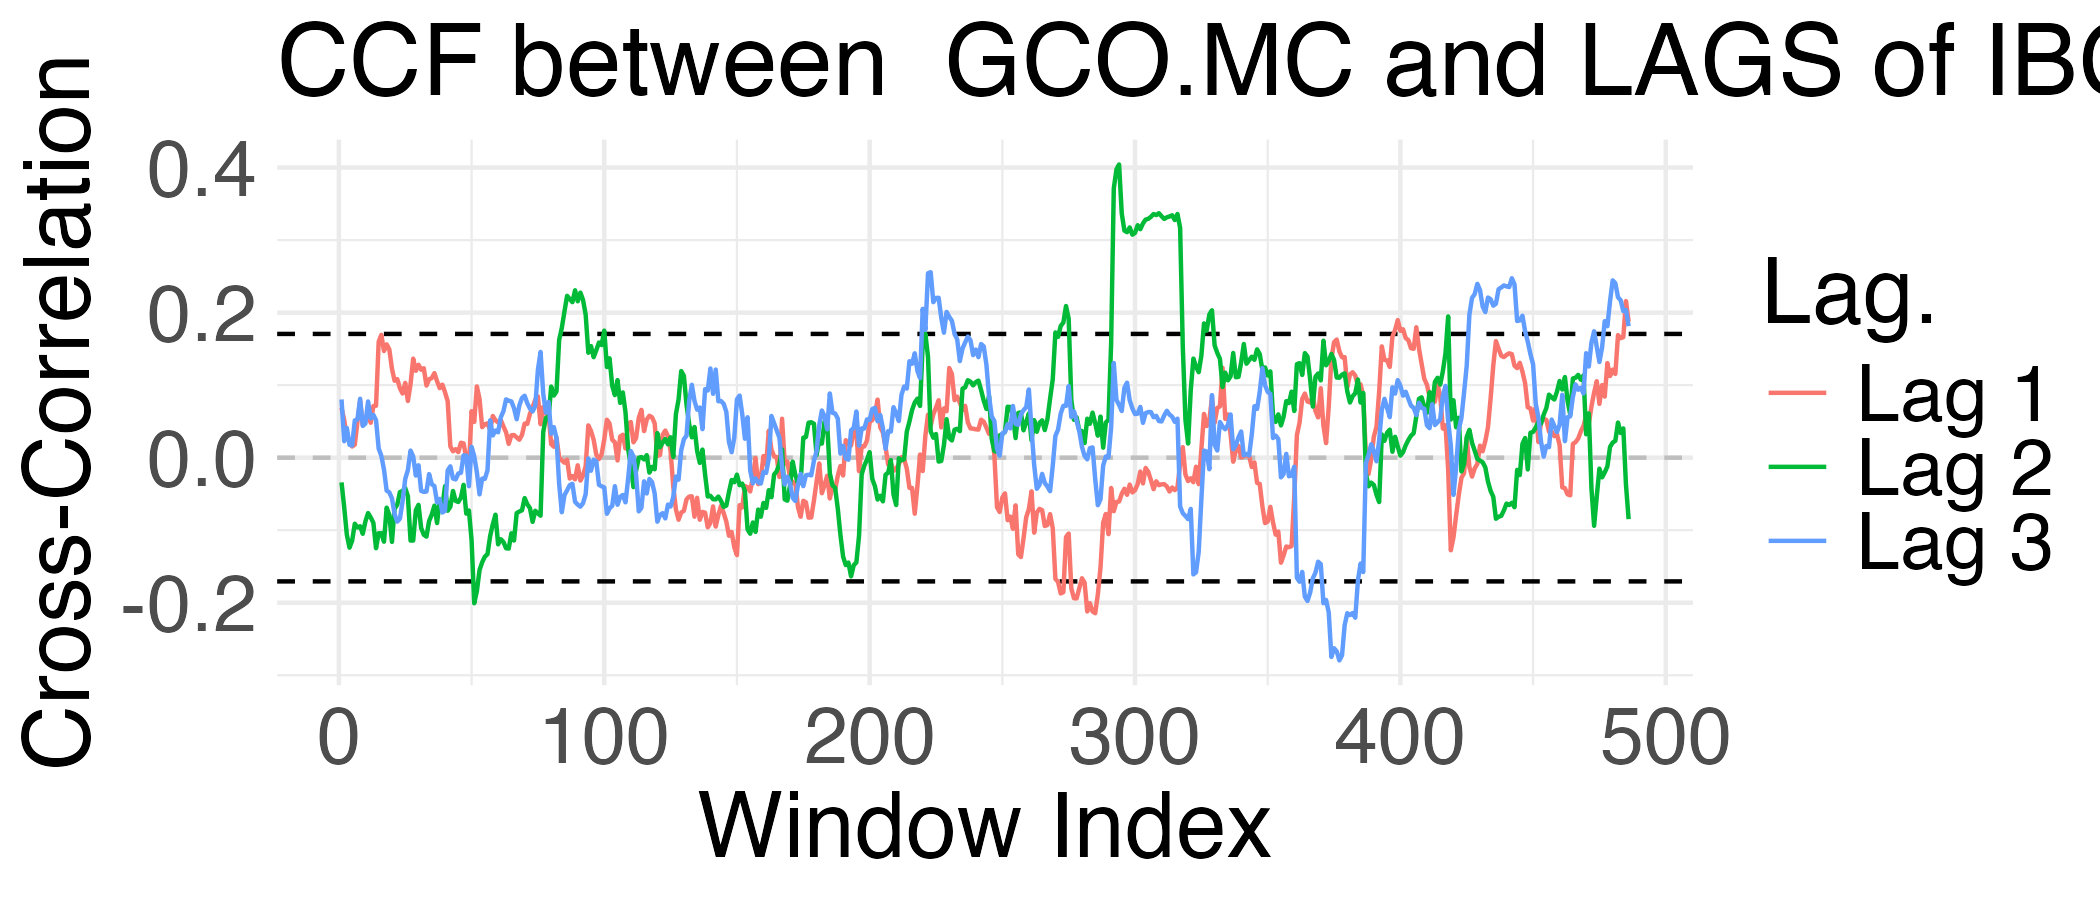 CCF between GCO.MC and LAGS of
Cross-Correlation
0.4
0.2
0.0
-0.2
0
100
200
300
400
500
Window Index
Lag.
Lag 1
Lag 2
Lag 3